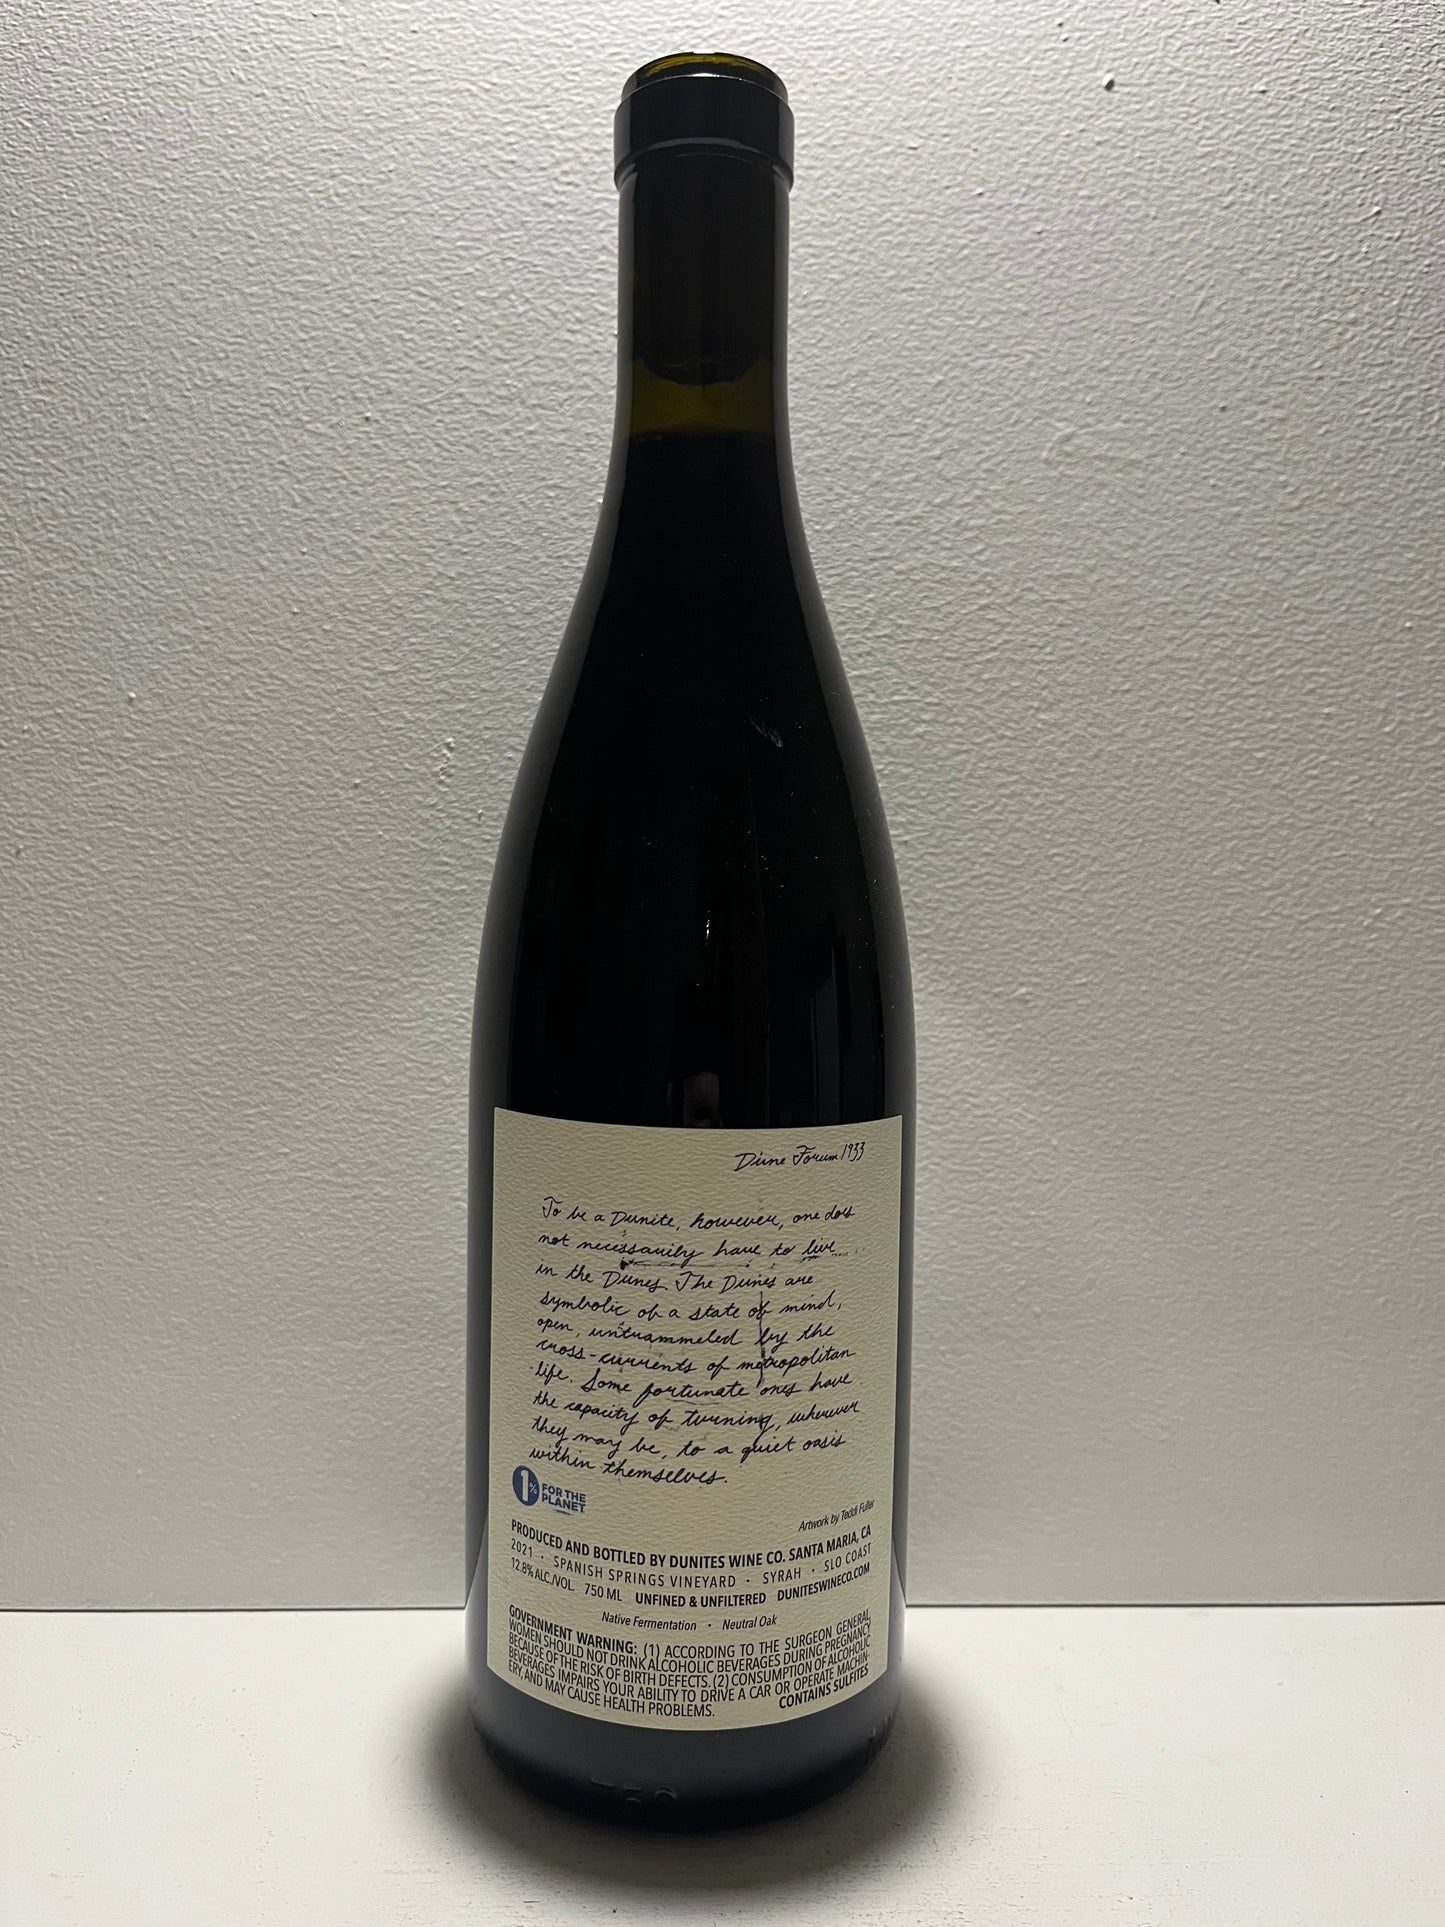 Dune Forum 1933
To be a Dunite, however, one does
not necessarily have to live
in the Dunes. The Dunes are
symbolic of a state of mind,
open, untrammeled by the
cross-currents of metropolitan
life. Some fortunate ones have
the capacity of turning, wherever
they may be, to a quiet oasis
within themselves.
1% FOR THE
PLANET
Artwork by Teddi Fuller
PRODUCED AND BOTTLED BY DUNITES WINE CO. SANTA MARIA, CA
2021 · SPANISH SPRINGS VINEYARD · SYRAH · SLO COAST
12.8% ALC./VOL. 750 ML UNFINED & UNFILTERED DUNITESWINECO.COM
Native Fermentation · Neutral Oak
GOVERNMENT WARNING: (1) ACCORDING TO THE SURGEON GENERAL
WOMEN SHOULD NOT DRINK ALCOHOLIC BEVERAGES DURING PREGNANCY
BECAUSE OF THE RISK OF BIRTH DEFECTS. (2) CONSUMPTION OF ALCOHOLIC
BEVERAGES IMPAIRS YOUR ABILITY TO DRIVE A CAR OR OPERATE MACHIN-
ERY, AND MAY CAUSE HEALTH PROBLEMS. CONTAINS SULFITES
750